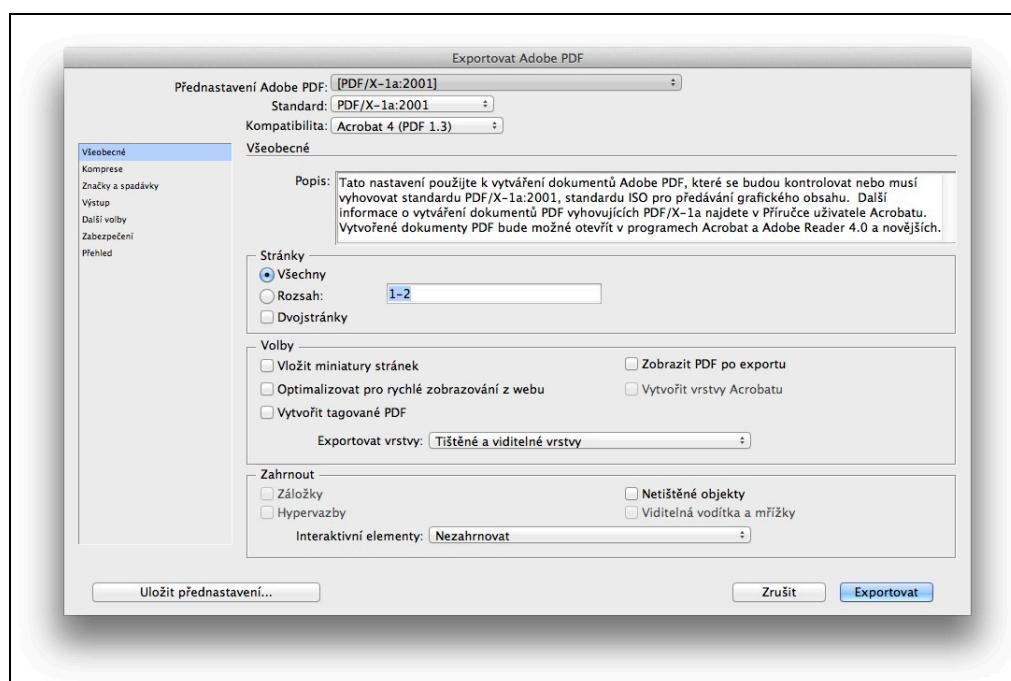 Exportovat Adobe PDF
Přednastavení Adobe PDF: [PDF/X-1a:2001]
Standard: PDF/X-1a:2001
Kompatibilita: Acrobat 4 (PDF 1.3)
Všeobecné
Komprese
Značky a spadávky
Výstup
Další volby
Zabezpečení
Přehled
Všeobecné
Popis: Tato nastavení použijte k vytváření dokumentů Adobe PDF, které se budou kontrolovat nebo musí
vyhovovat standardu PDF/X-1a:2001, standardu ISO pro předávání grafického obsahu. Další
informace o vytváření dokumentů PDF vyhovujících PDF/X-1a najdete v Příručce uživatele Acrobatu.
Vytvořené dokumenty PDF bude možné otevřít v programech Acrobat a Adobe Reader 4.0 a novějších.
Stránky
Všechny
Rozsah: 1-2
Dvojstránky
Volby
Vložit miniatury stránek
Zobrazit PDF po exportu
Optimalizovat pro rychlé zobrazování z webu
Vytvořit vrstvy Acrobatu
Vytvořit tagované PDF
Exportovat vrstvy: Tištěné a viditelné vrstvy
Zahrnout
Záložky
Netištěné objekty
Hypervazby
Viditelná vodítka a mřížky
Interaktivní elementy: Nezahrnovat
Uložit přednastavení...
Zrušit
Exportovat